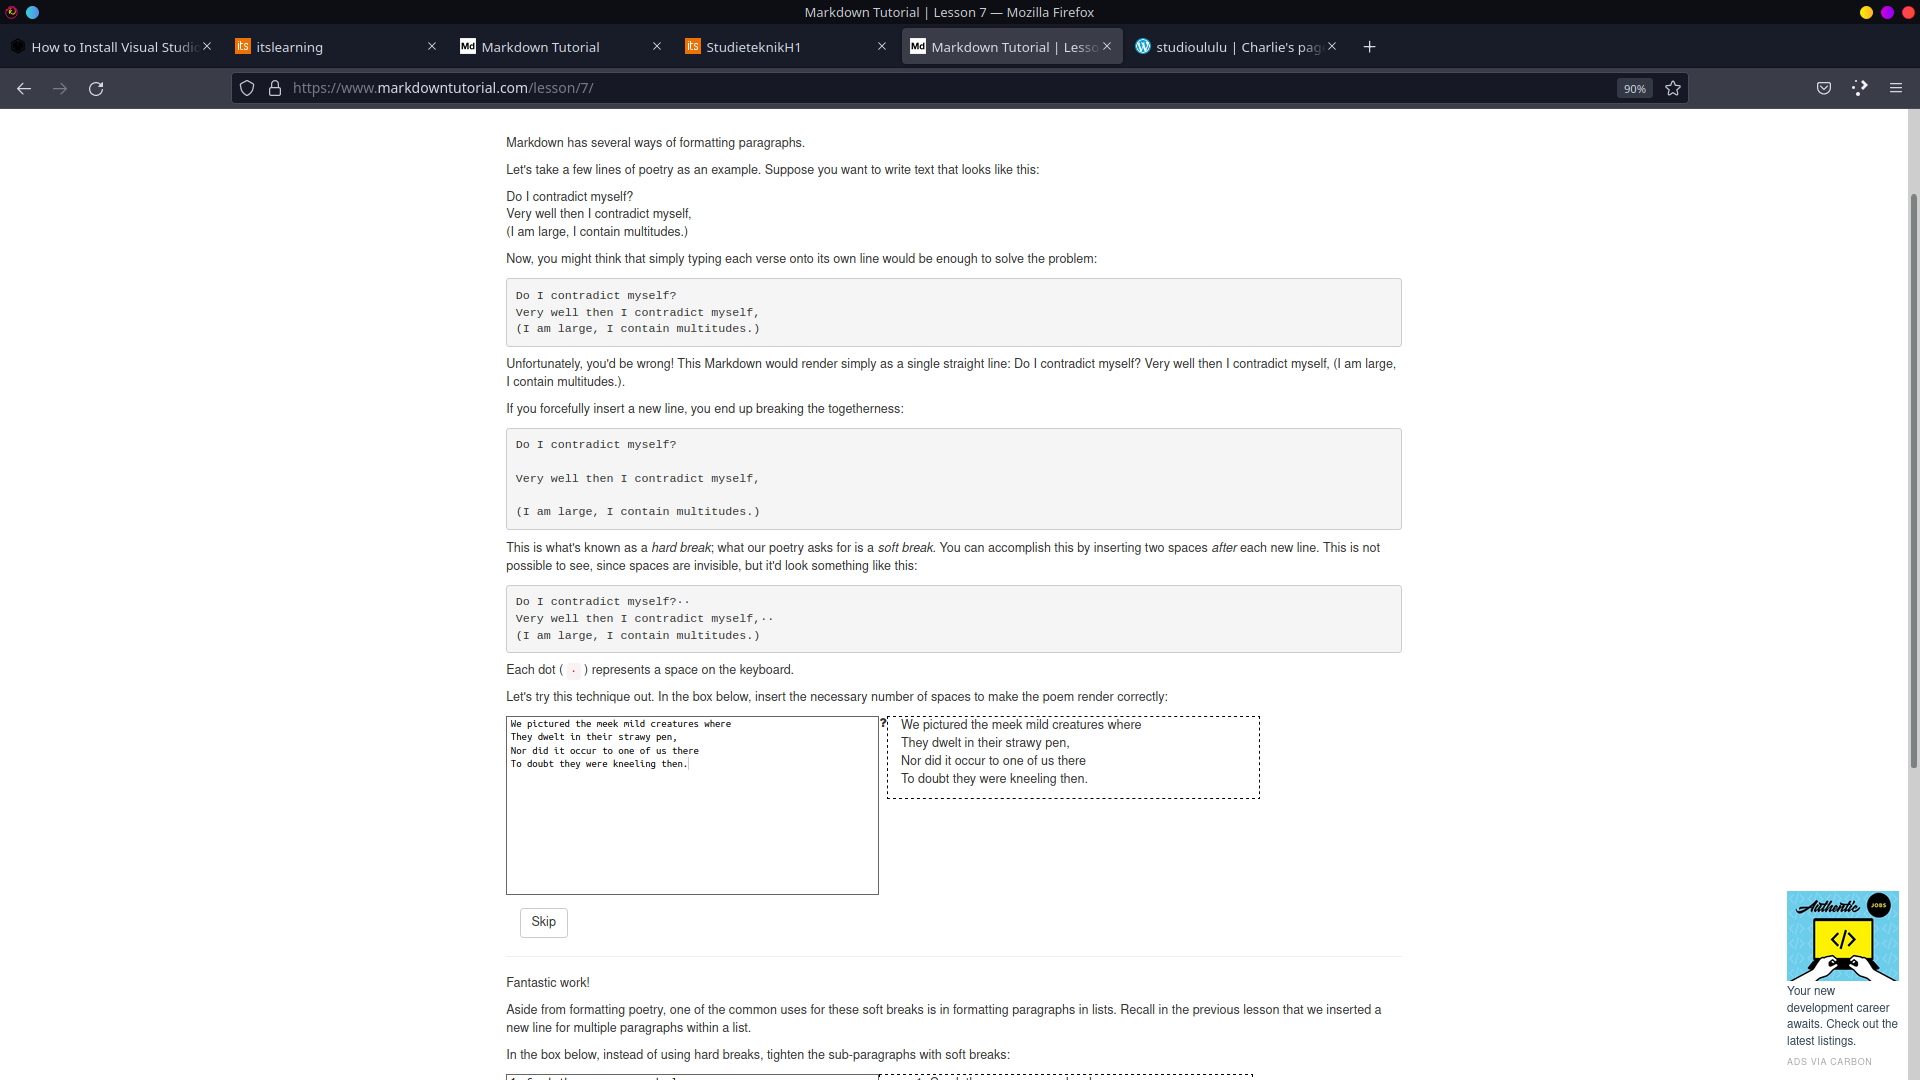 Markdown Tutorial | Lesson 7 — Mozilla Firefox
How to Install Visual Studio
itslearning
Markdown Tutorial
StudieteknikH1
Markdown Tutorial | Lesso
studioululu | Charlie's pag
https://www.markdowntutorial.com/lesson/7/
90%
Markdown has several ways of formatting paragraphs.
Let's take a few lines of poetry as an example. Suppose you want to write text that looks like this:
Do I contradict myself?
Very well then I contradict myself,
(I am large, I contain multitudes.)
Now, you might think that simply typing each verse onto its own line would be enough to solve the problem:
Do I contradict myself?
Very well then I contradict myself,
(I am large, I contain multitudes.)
Unfortunately, you'd be wrong! This Markdown would render simply as a single straight line: Do I contradict myself? Very well then I contradict myself, (I am large,
I contain multitudes.).
If you forcefully insert a new line, you end up breaking the togetherness:
Do I contradict myself?
Very well then I contradict myself,
(I am large, I contain multitudes.)
This is what's known as a hard break; what our poetry asks for is a soft break. You can accomplish this by inserting two spaces after each new line. This is not
possible to see, since spaces are invisible, but it'd look something like this:
Do I contradict myself?··
Very well then I contradict myself,··
(I am large, I contain multitudes.)
Each dot ( · ) represents a space on the keyboard.
Let's try this technique out. In the box below, insert the necessary number of spaces to make the poem render correctly:
We pictured the meek mild creatures where
They dwelt in their strawy pen,
Nor did it occur to one of us there
To doubt they were kneeling then.
?
We pictured the meek mild creatures where
They dwelt in their strawy pen,
Nor did it occur to one of us there
To doubt they were kneeling then.
Skip
Fantastic work!
Aside from formatting poetry, one of the common uses for these soft breaks is in formatting paragraphs in lists. Recall in the previous lesson that we inserted a
new line for multiple paragraphs within a list.
In the box below, instead of using hard breaks, tighten the sub-paragraphs with soft breaks:
Authentic JOBS
</>
Your new
development career
awaits. Check out the
latest listings.
ADS VIA CARBON